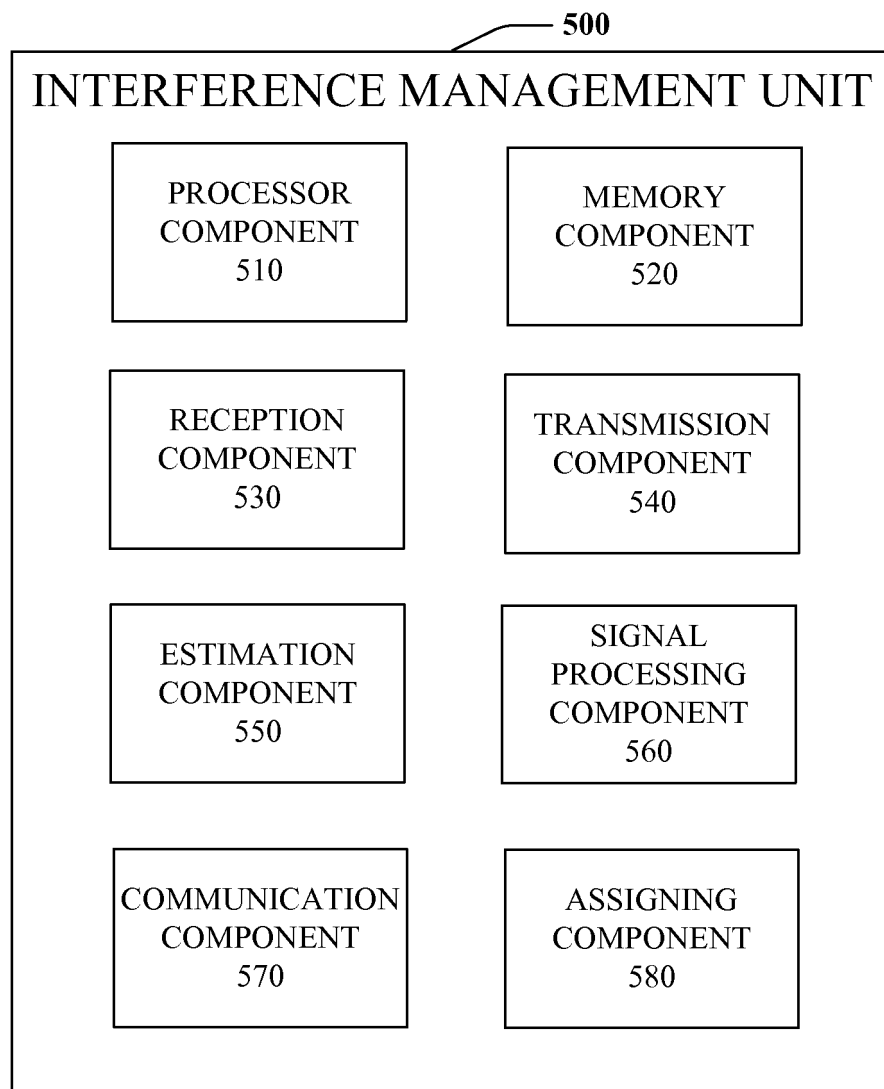 500
INTERFERENCE MANAGEMENT UNIT
PROCESSOR
COMPONENT
510
MEMORY
COMPONENT
520
RECEPTION
COMPONENT
530
TRANSMISSION
COMPONENT
540
ESTIMATION
COMPONENT
550
SIGNAL
PROCESSING
COMPONENT
560
COMMUNICATION
COMPONENT
570
ASSIGNING
COMPONENT
580